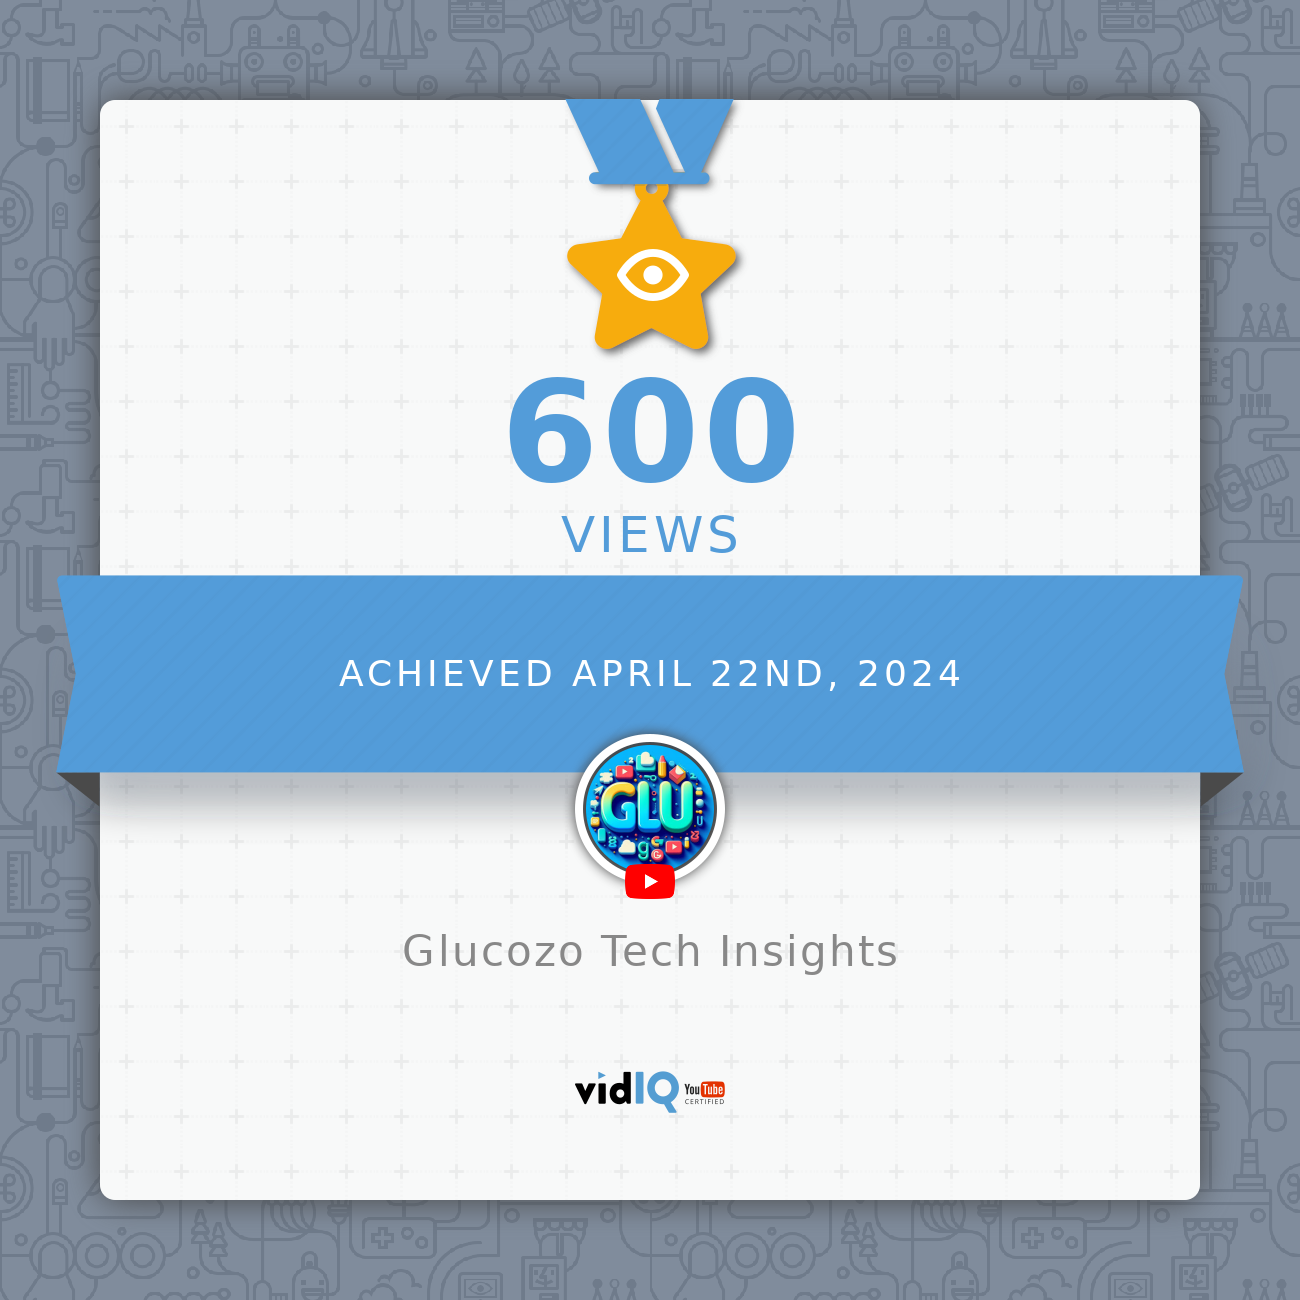 600
VIEWS
ACHIEVED APRIL 22ND, 2024
GLU
Glucozo Tech Insights
vidIQ YouTube
CERTIFIED